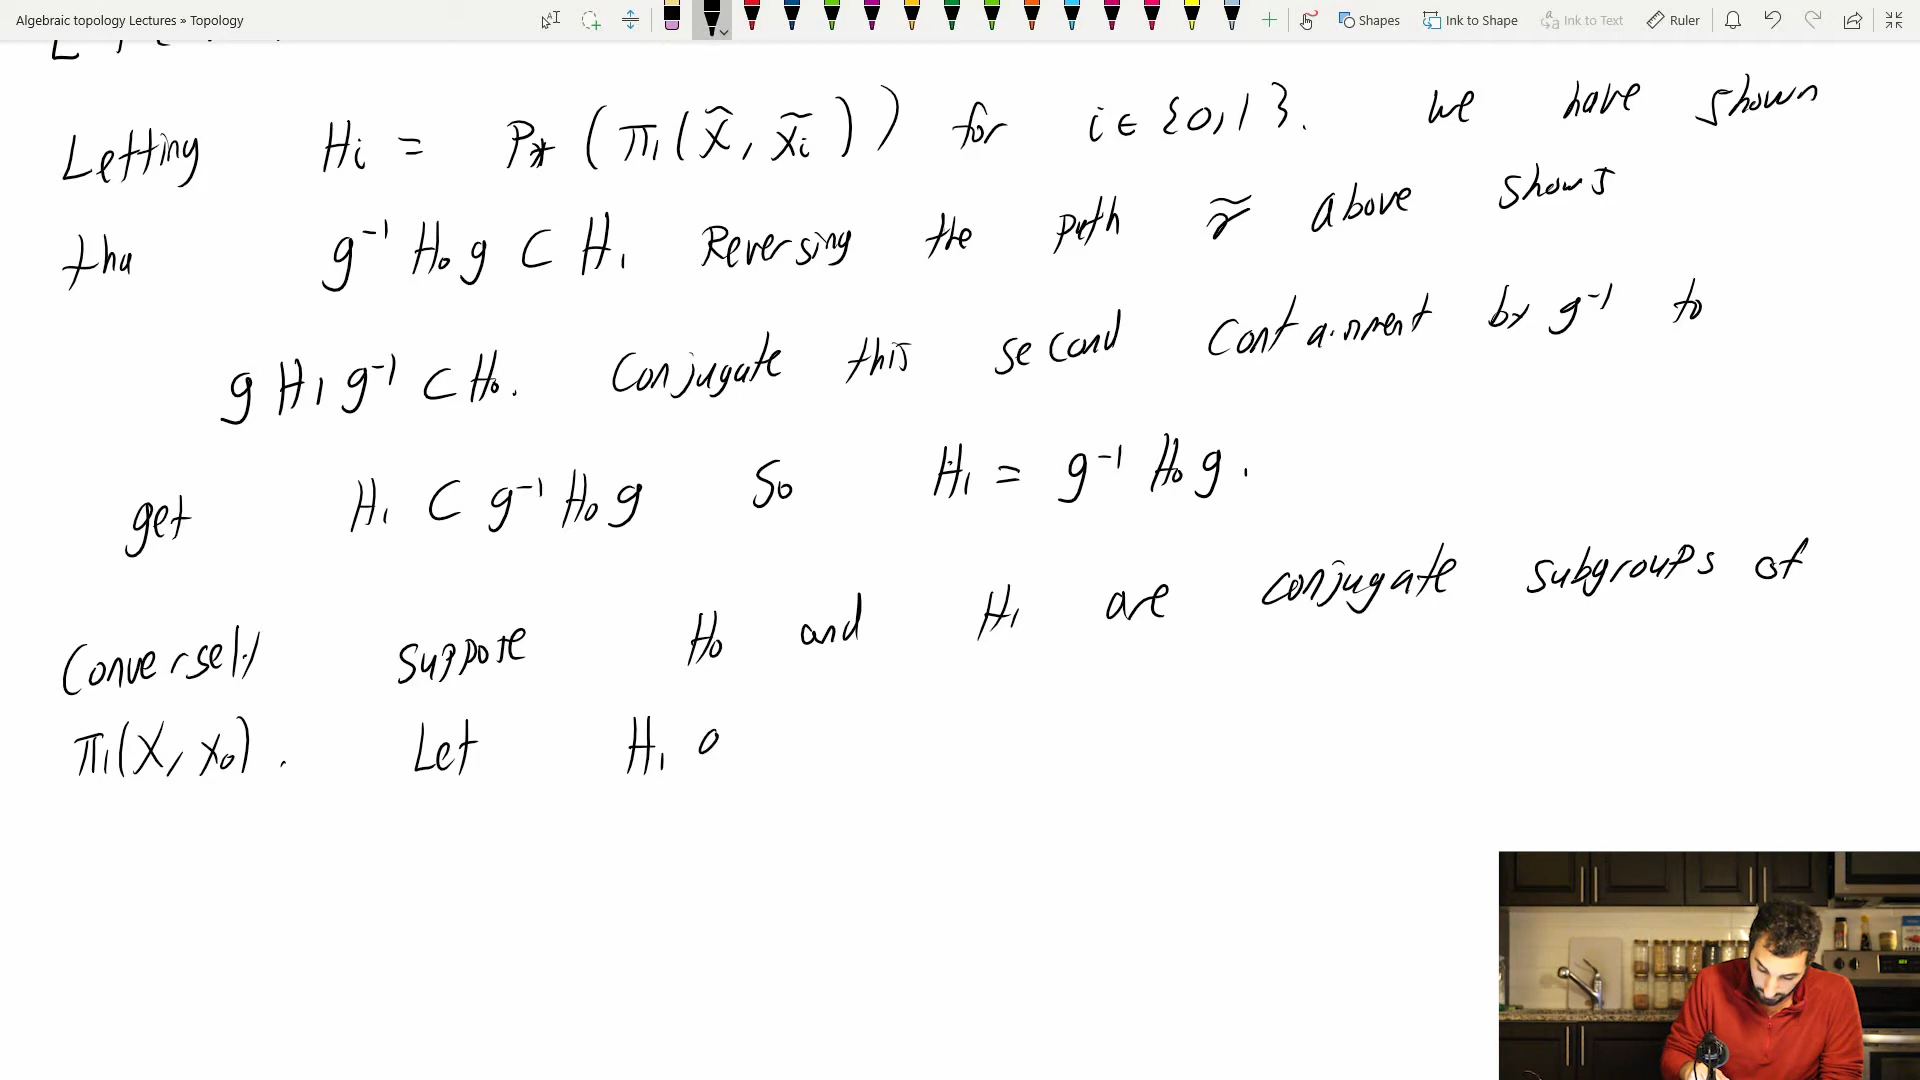 Algebraic topology Lectures » Topology
Shapes
Ink to Shape
Ink to Text
Ruler
Letting Hi = P* (π1(X̃, x̃i)) for i ∈ {0,1}. We have shown
tha g⁻¹ H₀ g ⊂ H₁ Reversing the path γ̃ above shows
g H₁ g⁻¹ ⊂ H₀. Conjugate this second containment by g⁻¹ to
get H₁ ⊂ g⁻¹ H₀ g So H₁ = g⁻¹ H₀ g.
Conversely suppose H₀ and H₁ are conjugate subgroups of
π1(X, x₀). Let H₁